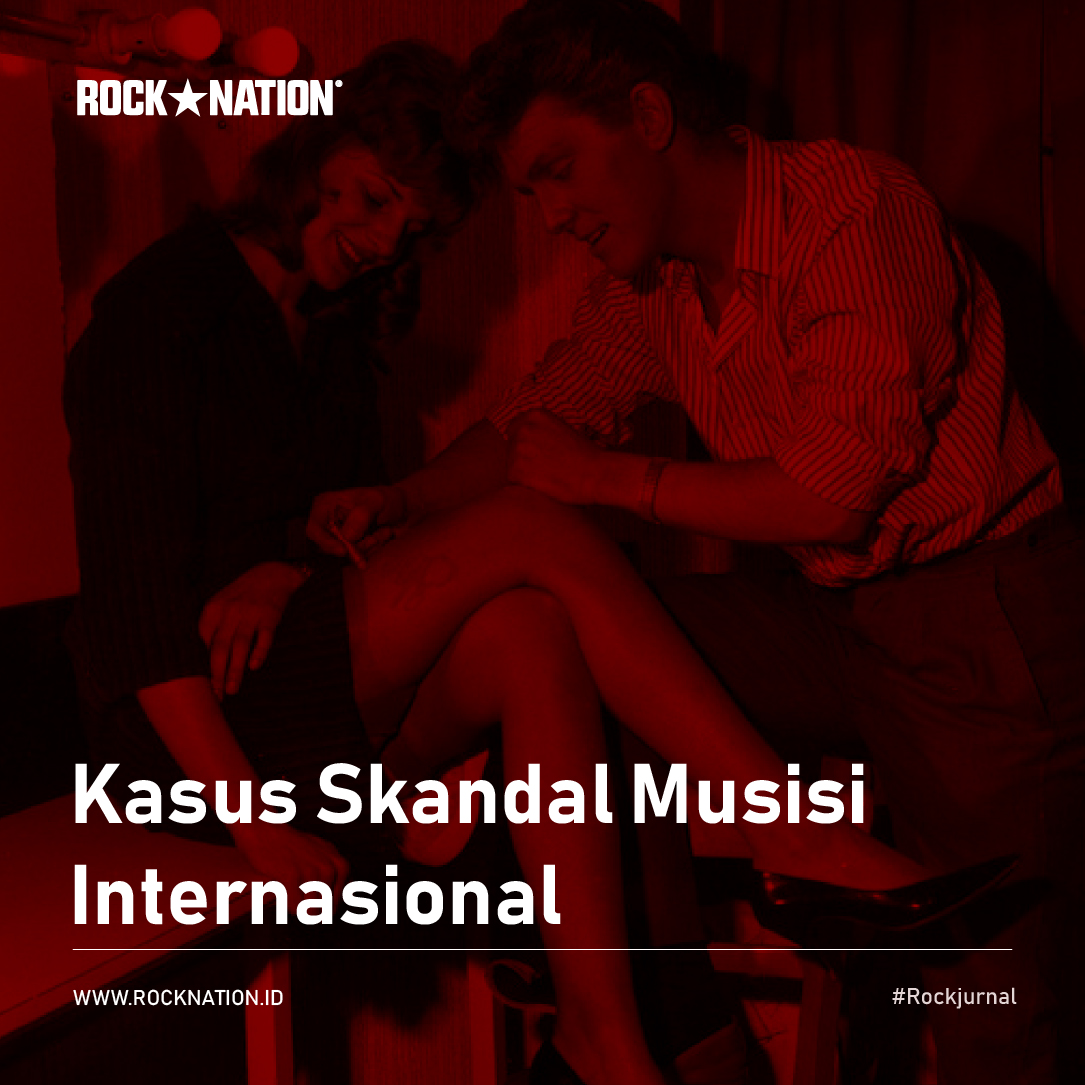 ROCK★NATION®
Kasus Skandal Musisi
Internasional
WWW.ROCKNATION.ID
#Rockjurnal